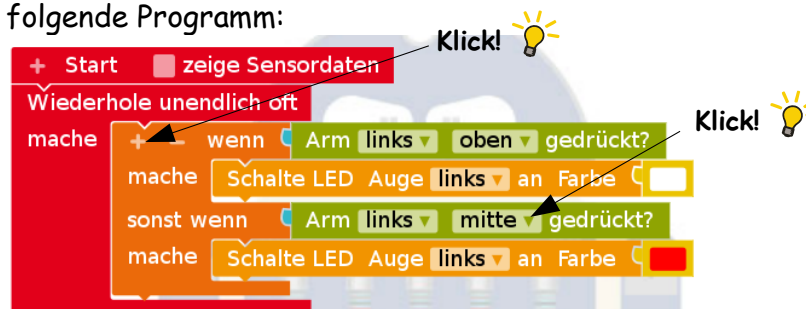 folgende Programm:
Klick!
+ Start zeige Sensordaten
Wiederhole unendlich oft
Klick!
mache + − wenn Arm links oben gedrückt?
mache Schalte LED Auge links an Farbe
sonst wenn Arm links mitte gedrückt?
mache Schalte LED Auge links an Farbe